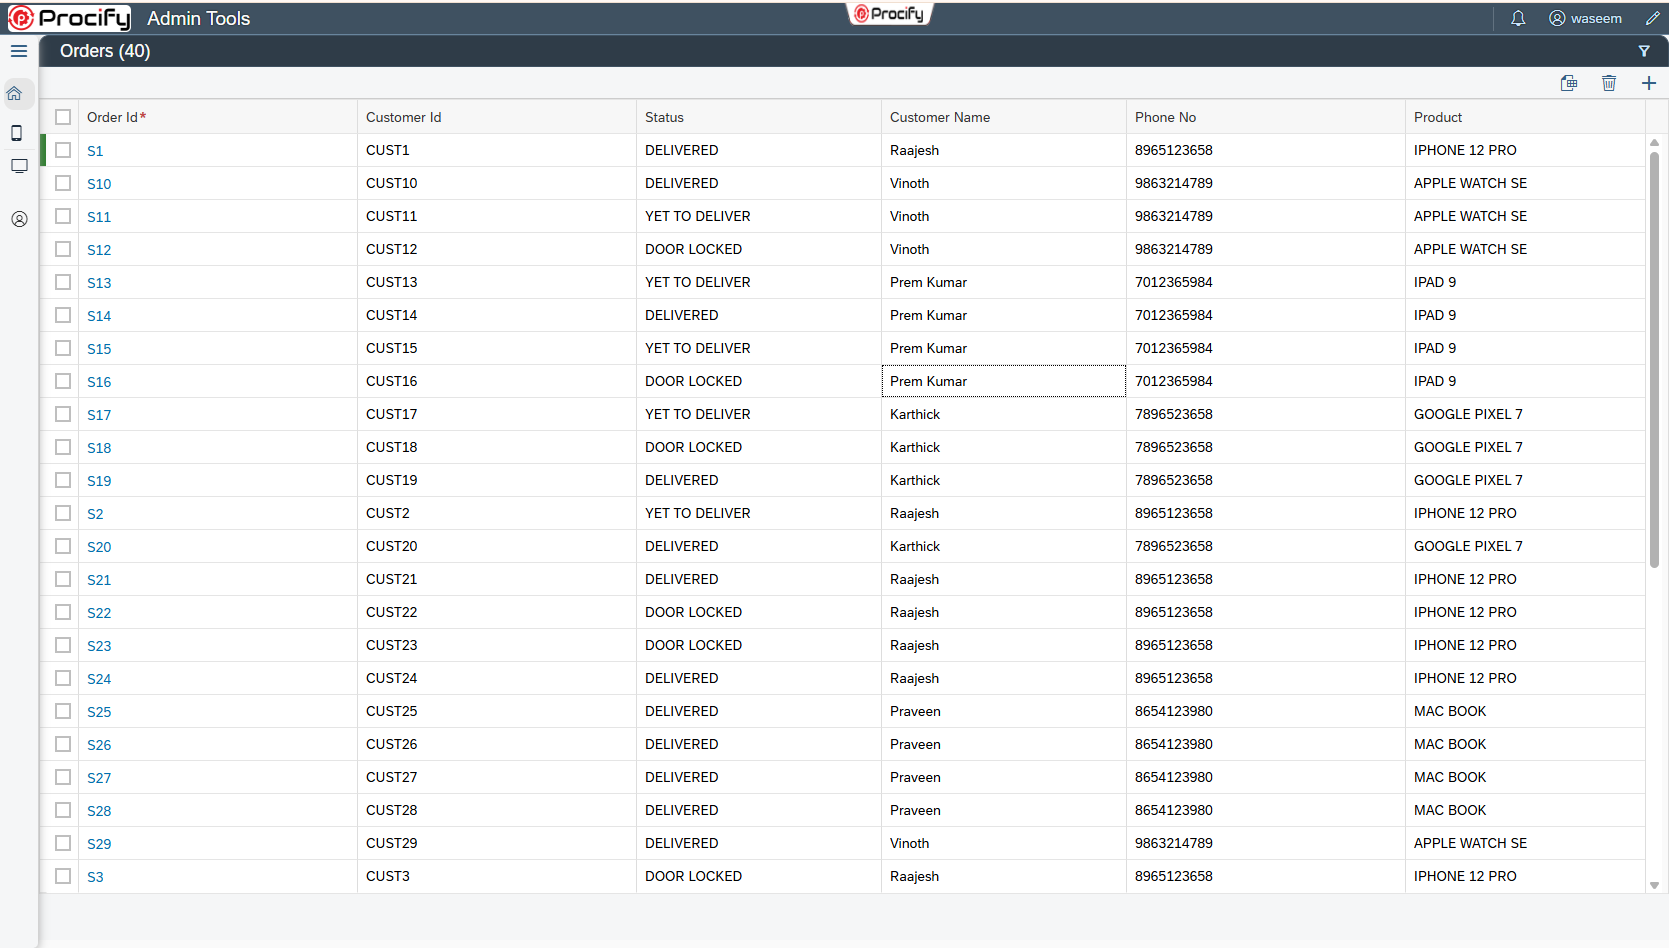 Procify Admin Tools Procify waseem
Orders (40)
Order Id* Customer Id Status Customer Name Phone No Product
S1 CUST1 DELIVERED Raajesh 8965123658 IPHONE 12 PRO
S10 CUST10 DELIVERED Vinoth 9863214789 APPLE WATCH SE
S11 CUST11 YET TO DELIVER Vinoth 9863214789 APPLE WATCH SE
S12 CUST12 DOOR LOCKED Vinoth 9863214789 APPLE WATCH SE
S13 CUST13 YET TO DELIVER Prem Kumar 7012365984 IPAD 9
S14 CUST14 DELIVERED Prem Kumar 7012365984 IPAD 9
S15 CUST15 YET TO DELIVER Prem Kumar 7012365984 IPAD 9
S16 CUST16 DOOR LOCKED Prem Kumar 7012365984 IPAD 9
S17 CUST17 YET TO DELIVER Karthick 7896523658 GOOGLE PIXEL 7
S18 CUST18 DOOR LOCKED Karthick 7896523658 GOOGLE PIXEL 7
S19 CUST19 DELIVERED Karthick 7896523658 GOOGLE PIXEL 7
S2 CUST2 YET TO DELIVER Raajesh 8965123658 IPHONE 12 PRO
S20 CUST20 DELIVERED Karthick 7896523658 GOOGLE PIXEL 7
S21 CUST21 DELIVERED Raajesh 8965123658 IPHONE 12 PRO
S22 CUST22 DOOR LOCKED Raajesh 8965123658 IPHONE 12 PRO
S23 CUST23 DOOR LOCKED Raajesh 8965123658 IPHONE 12 PRO
S24 CUST24 DELIVERED Raajesh 8965123658 IPHONE 12 PRO
S25 CUST25 DELIVERED Praveen 8654123980 MAC BOOK
S26 CUST26 DELIVERED Praveen 8654123980 MAC BOOK
S27 CUST27 DELIVERED Praveen 8654123980 MAC BOOK
S28 CUST28 DELIVERED Praveen 8654123980 MAC BOOK
S29 CUST29 DELIVERED Vinoth 9863214789 APPLE WATCH SE
S3 CUST3 DOOR LOCKED Raajesh 8965123658 IPHONE 12 PRO